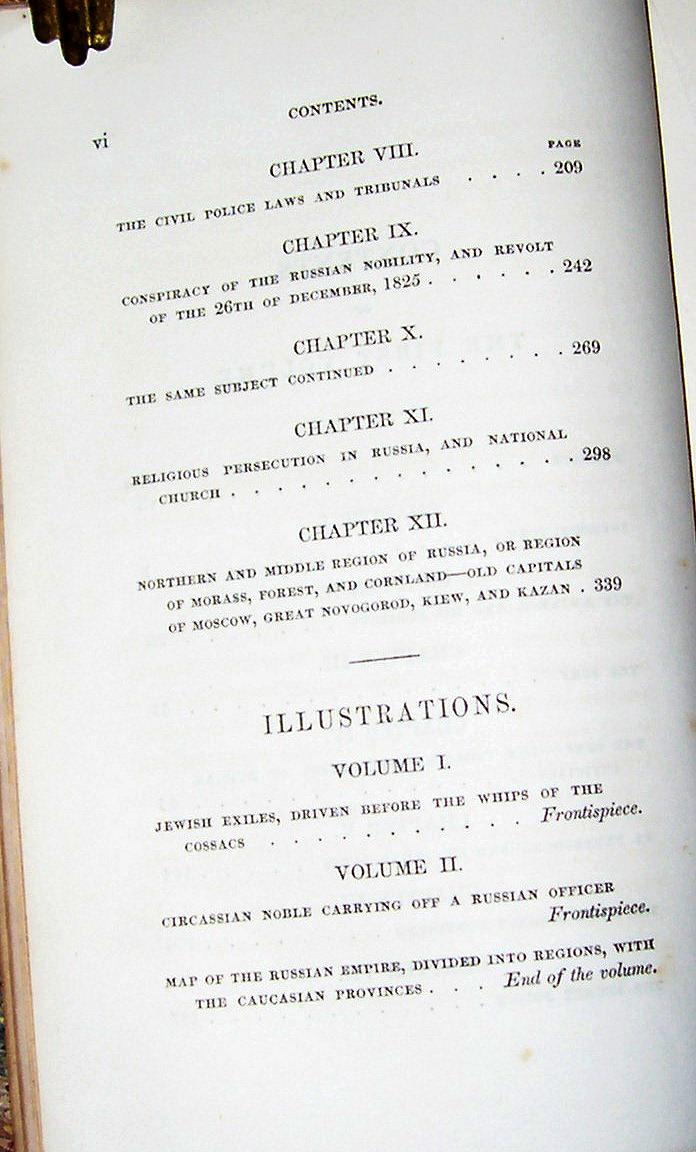 CONTENTS.
vi
CHAPTER VIII.
PAGE
THE CIVIL POLICE LAWS AND TRIBUNALS . . . . 209
CHAPTER IX.
CONSPIRACY OF THE RUSSIAN NOBILITY, AND REVOLT
OF THE 26TH OF DECEMBER, 1825 . . . . . . 242
CHAPTER X.
THE SAME SUBJECT CONTINUED . . . . . . . . 269
CHAPTER XI.
RELIGIOUS PERSECUTION IN RUSSIA, AND NATIONAL
CHURCH . . . . . . . . . . . . . . . 298
CHAPTER XII.
NORTHERN AND MIDDLE REGION OF RUSSIA, OR REGION
OF MORASS, FOREST, AND CORNLAND—OLD CAPITALS
OF MOSCOW, GREAT NOVOGOROD, KIEW, AND KAZAN . 339
ILLUSTRATIONS.
VOLUME I.
JEWISH EXILES, DRIVEN BEFORE THE WHIPS OF THE
COSSACS . . . . . . . . . . . Frontispiece.
VOLUME II.
CIRCASSIAN NOBLE CARRYING OFF A RUSSIAN OFFICER
Frontispiece.
MAP OF THE RUSSIAN EMPIRE, DIVIDED INTO REGIONS, WITH
THE CAUCASIAN PROVINCES . . . End of the volume.